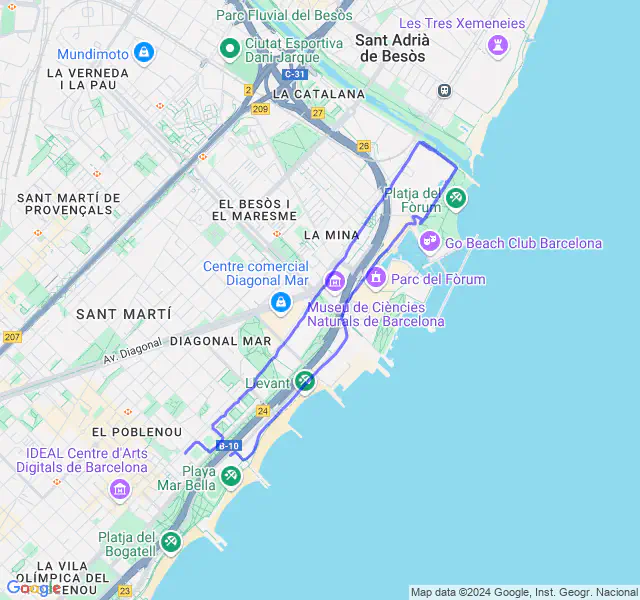 Parc Fluvial del Besòs
Les Tres Xemeneies
Mundimoto
Ciutat Esportiva
Dani Jarque
Sant Adrià
de Besòs
LA VERNEDA
I LA PAU
C-31
2
LA CATALANA
209
27
26
SANT MARTÍ DE
PROVENÇALS
EL BESÒS I
EL MARESME
Platja del
Fòrum
LA MINA
Go Beach Club Barcelona
Centre comercial
Diagonal Mar
Parc del Fòrum
Museu de Ciències
Naturals de Barcelona
SANT MARTÍ
207
Av. Diagonal
DIAGONAL MAR
Llevant
24
EL POBLENOU
B-10
IDEAL Centre d'Arts
Digitals de Barcelona
Playa
Mar Bella
Platja del
Bogatell
LA VILA
OLÍMPICA DEL
ENOU
23
Google
Map data ©2024 Google, Inst. Geogr. Nacional